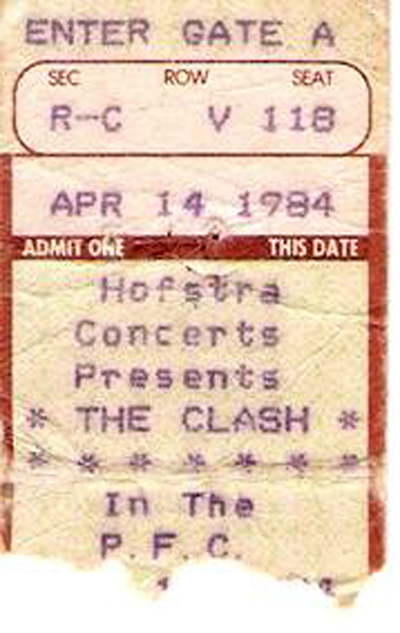 ENTER GATE A
SEC ROW SEAT
R-C V 118
APR 14 1984
ADMIT ONE THIS DATE
Hofstra
Concerts
Presents
* THE CLASH *
* * * * * * *
In The
P.F.C.